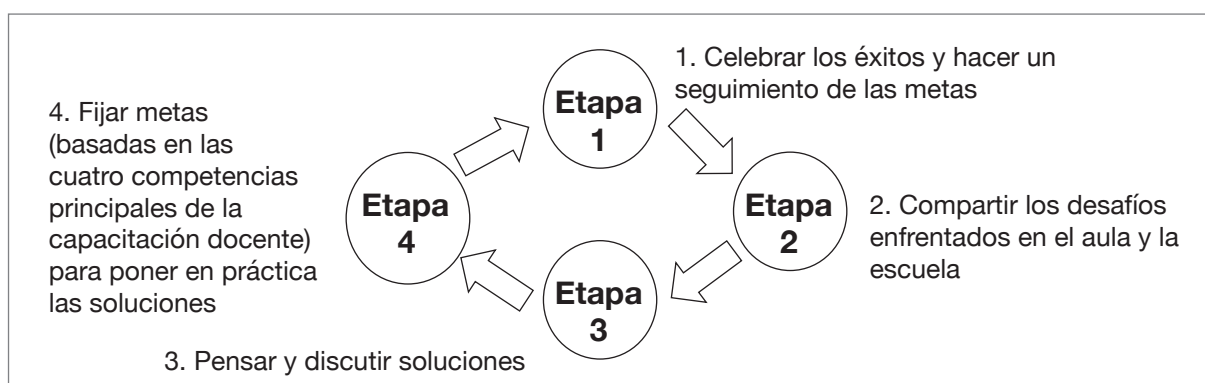 Etapa
1
1. Celebrar los éxitos y hacer un
seguimiento de las metas
Etapa
2
2. Compartir los desafíos
enfrentados en el aula y la
escuela
Etapa
3
3. Pensar y discutir soluciones
Etapa
4
4. Fijar metas
(basadas en las
cuatro competencias
principales de la
capacitación docente)
para poner en práctica
las soluciones